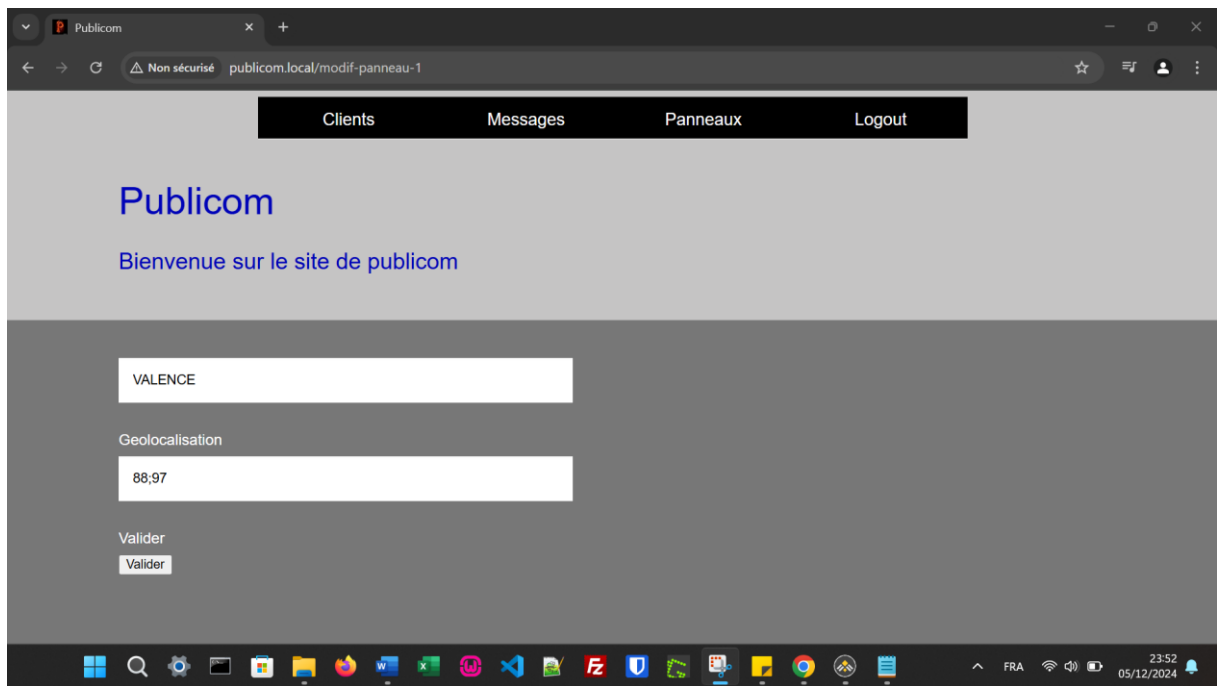 Publicom
Non sécurisé publicom.local/modif-panneau-1
Clients Messages Panneaux Logout
Publicom
Bienvenue sur le site de publicom
VALENCE
Geolocalisation
88;97
Valider
Valider
FRA
23:52
05/12/2024